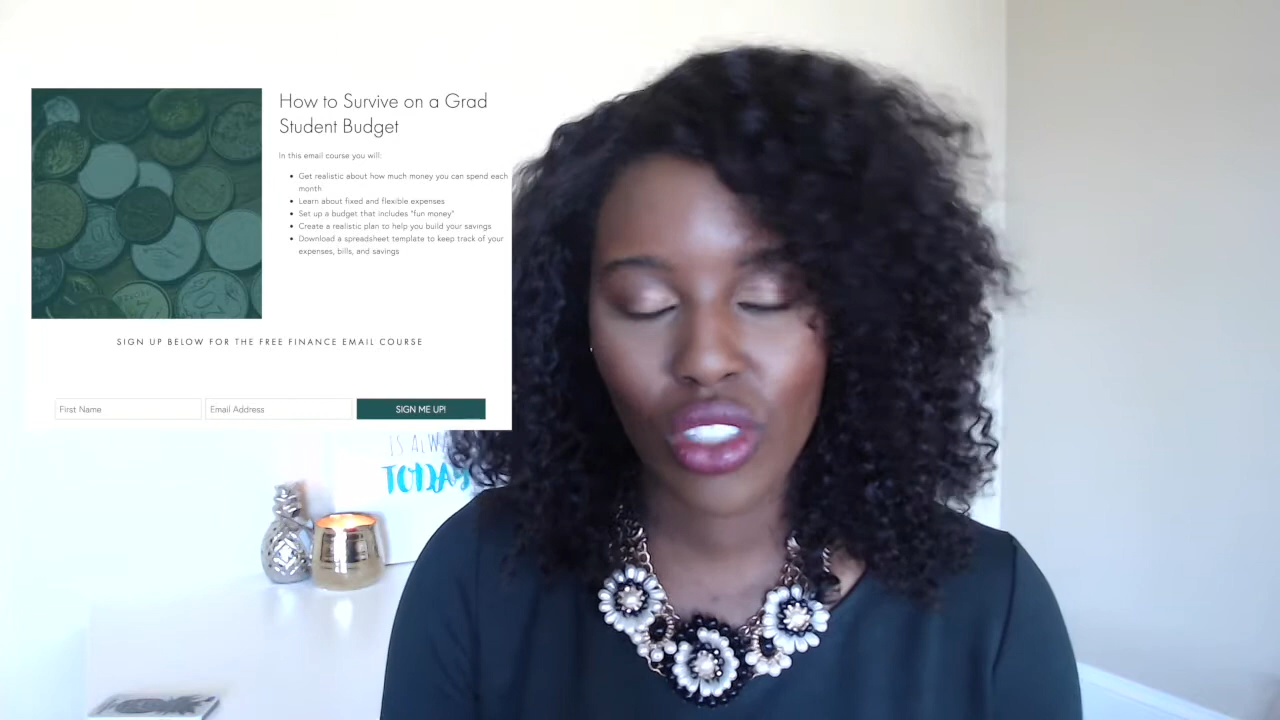 How to Survive on a Grad
Student Budget
In this email course you will:
Get realistic about how much money you can spend each
month
Learn about fixed and flexible expenses
Set up a budget that includes "fun money"
Create a realistic plan to help you build your savings
Download a spreadsheet template to keep track of your
expenses, bills, and savings
SIGN UP BELOW FOR THE FREE FINANCE EMAIL COURSE
First Name
Email Address
SIGN ME UP!
IS ALWA
TODAY